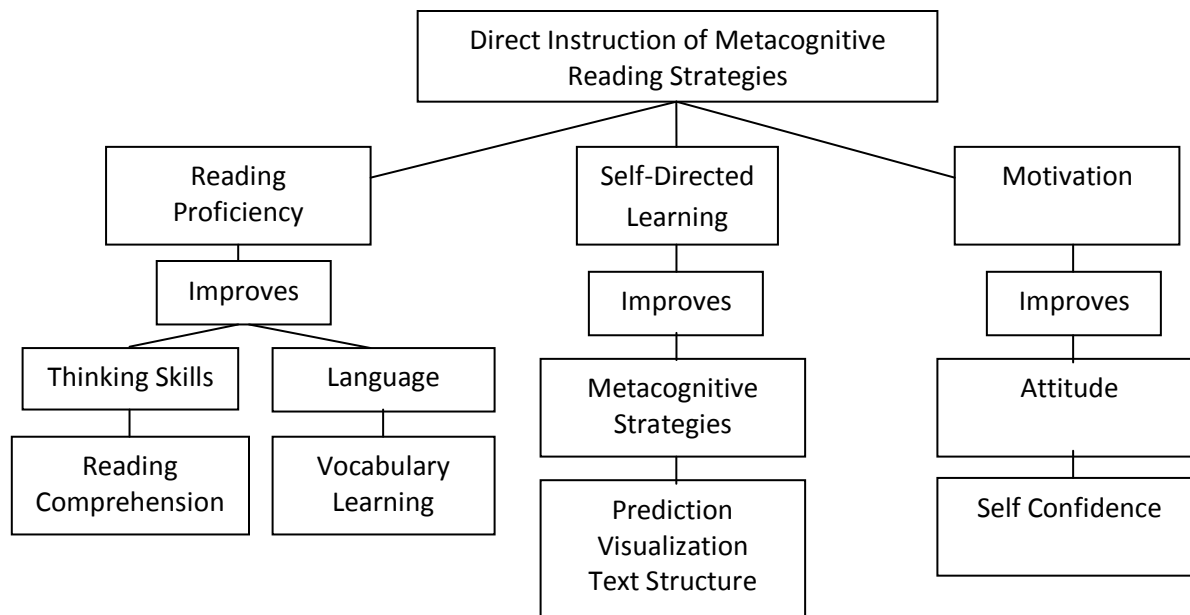 Direct Instruction of Metacognitive
Reading Strategies
Reading
Proficiency
Self-Directed
Learning
Motivation
Improves
Improves
Improves
Thinking Skills
Language
Metacognitive
Strategies
Attitude
Reading
Comprehension
Vocabulary
Learning
Prediction
Visualization
Text Structure
Self Confidence